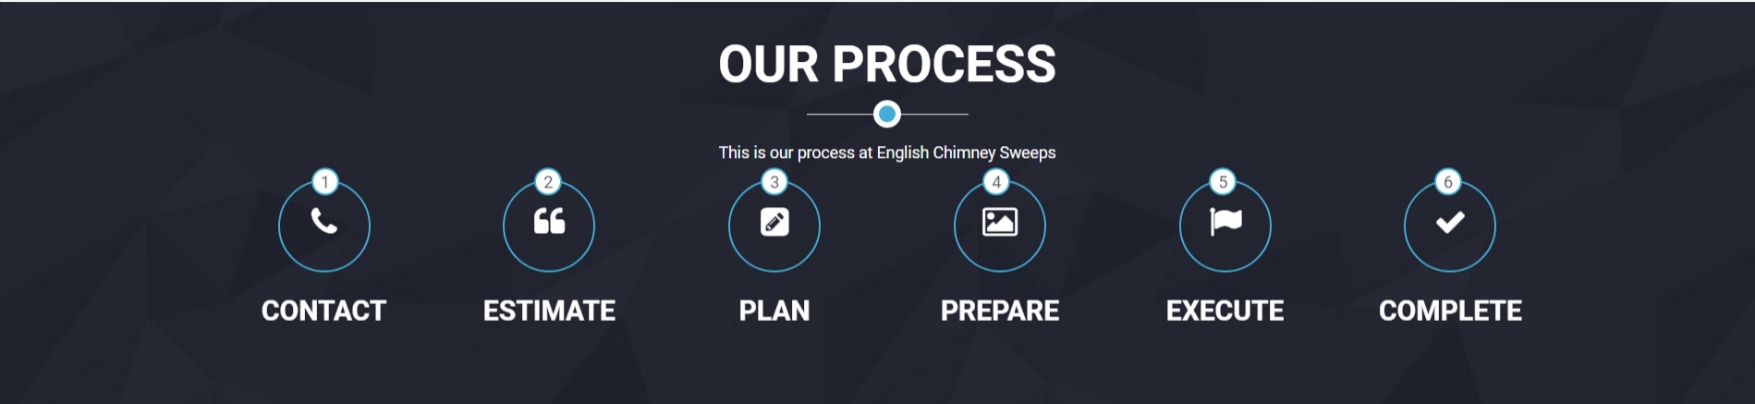 OUR PROCESS
This is our process at English Chimney Sweeps
1 2 3 4 5 6
CONTACT ESTIMATE PLAN PREPARE EXECUTE COMPLETE